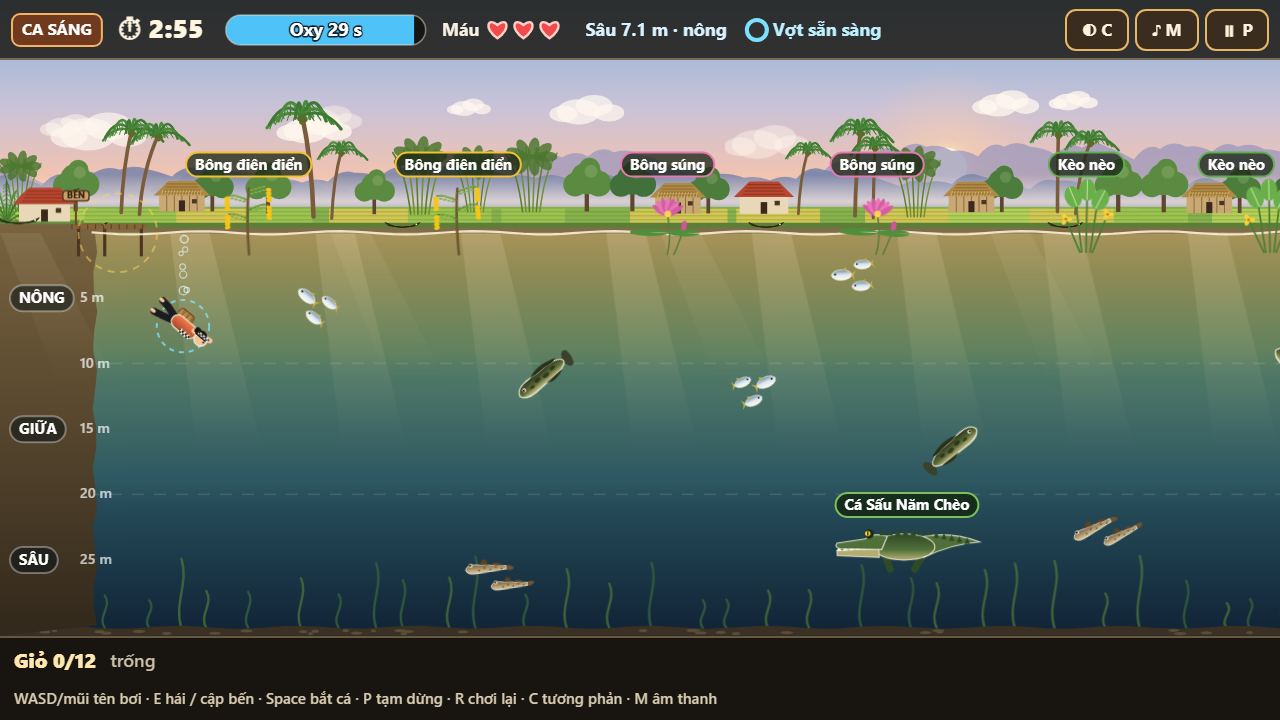 CA SÁNG
2:55
Oxy 29 s
Máu
Sâu 7.1 m · nông
Vợt sẵn sàng
C
M
P
Bông điên điển
Bông điên điển
Bông súng
Bông súng
Kèo nèo
Kèo nèo
BẾN
NÔNG
5 m
10 m
GIỮA
15 m
20 m
Cá Sấu Năm Chèo
SÂU
25 m
Giỏ 0/12 trống
WASD/mũi tên bơi · E hái / cập bến · Space bắt cá · P tạm dừng · R chơi lại · C tương phản · M âm thanh